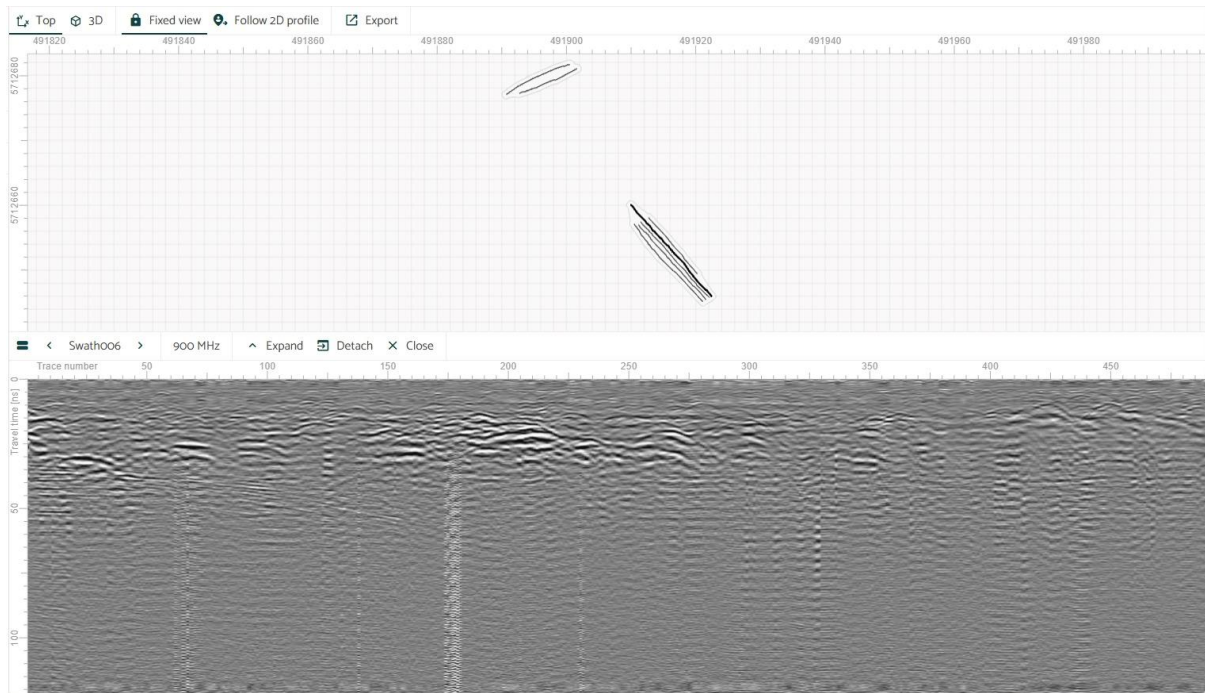 Top 3D Fixed view Follow 2D profile Export
491820 491840 491860 491880 491900 491920 491940 491960 491980
5712680
5712660
Swath006 900 MHz Expand Detach Close
Trace number 50 100 150 200 250 300 350 400 450
Travel time [ns]
0
50
100